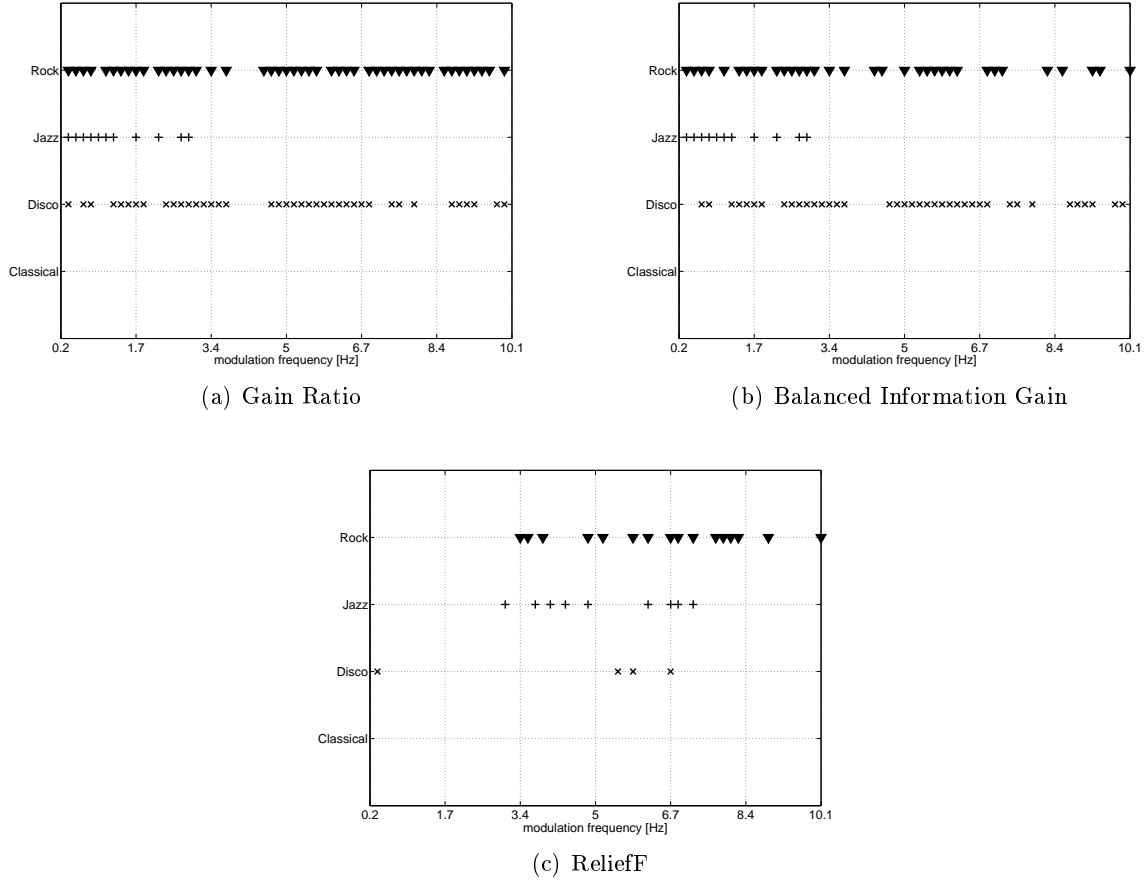 Rock
Jazz
Disco
Classical
0.2 1.7 3.4 5 6.7 8.4 10.1
modulation frequency [Hz]
(a) Gain Ratio
Rock
Jazz
Disco
Classical
0.2 1.7 3.4 5 6.7 8.4 10.1
modulation frequency [Hz]
(b) Balanced Information Gain
Rock
Jazz
Disco
Classical
0.2 1.7 3.4 5 6.7 8.4 10.1
modulation frequency [Hz]
(c) ReliefF